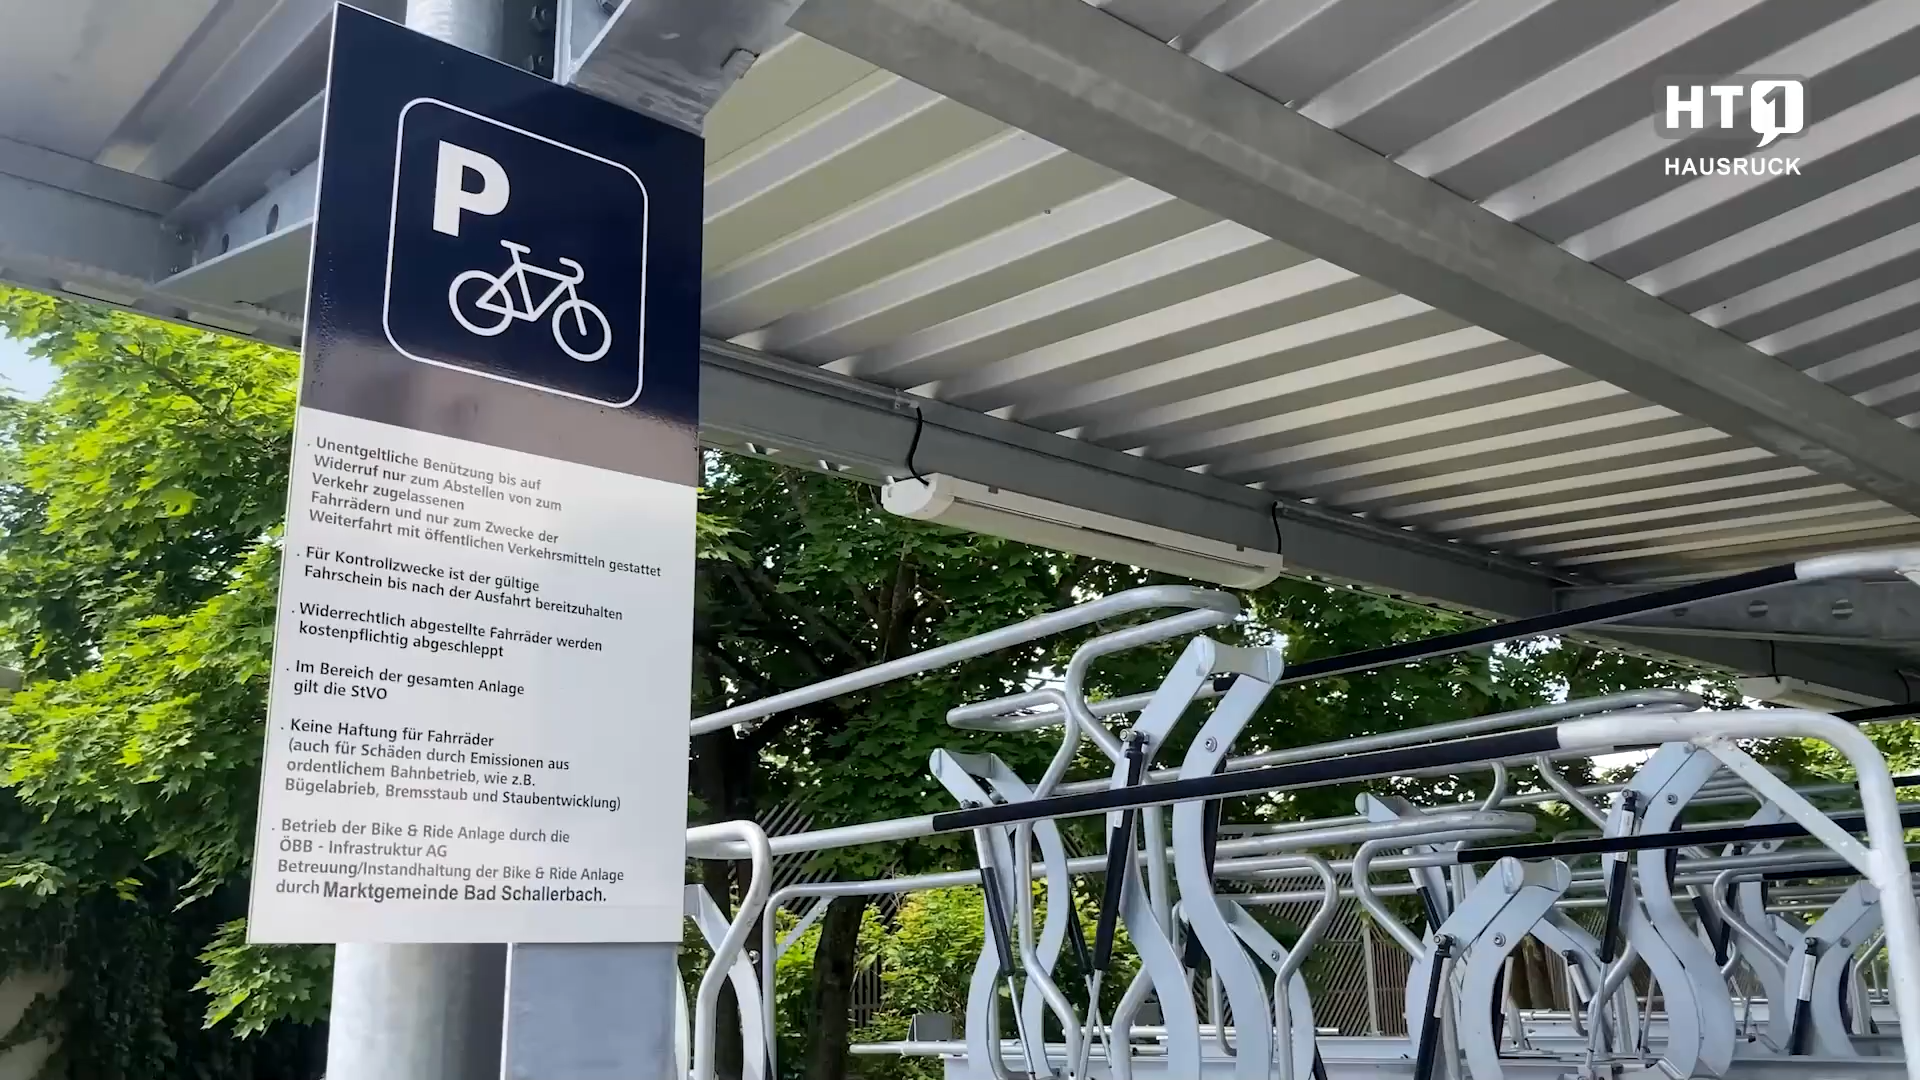 HT1
HAUSRUCK
P
. Unentgeltliche Benützung bis auf
Widerruf nur zum Abstellen von zum
Verkehr zugelassenen
Fahrrädern und nur zum Zwecke der
Weiterfahrt mit öffentlichen Verkehrsmitteln gestattet
. Für Kontrollzwecke ist der gültige
Fahrschein bis nach der Ausfahrt bereitzuhalten
. Widerrechtlich abgestellte Fahrräder werden
kostenpflichtig abgeschleppt
. Im Bereich der gesamten Anlage
gilt die StVO
. Keine Haftung für Fahrräder
(auch für Schäden durch Emissionen aus
ordentlichem Bahnbetrieb, wie z.B.
Bügelabrieb, Bremsstaub und Staubentwicklung)
. Betrieb der Bike & Ride Anlage durch die
ÖBB - Infrastruktur AG
Betreuung/Instandhaltung der Bike & Ride Anlage
durch Marktgemeinde Bad Schallerbach.